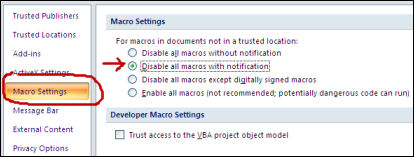 Trusted Publishers
Trusted Locations
Add-ins
ActiveX Settings
Macro Settings
Message Bar
External Content
Privacy Options
Macro Settings
For macros in documents not in a trusted location:
Disable all macros without notification
Disable all macros with notification
Disable all macros except digitally signed macros
Enable all macros (not recommended; potentially dangerous code can run)
Developer Macro Settings
Trust access to the VBA project object model